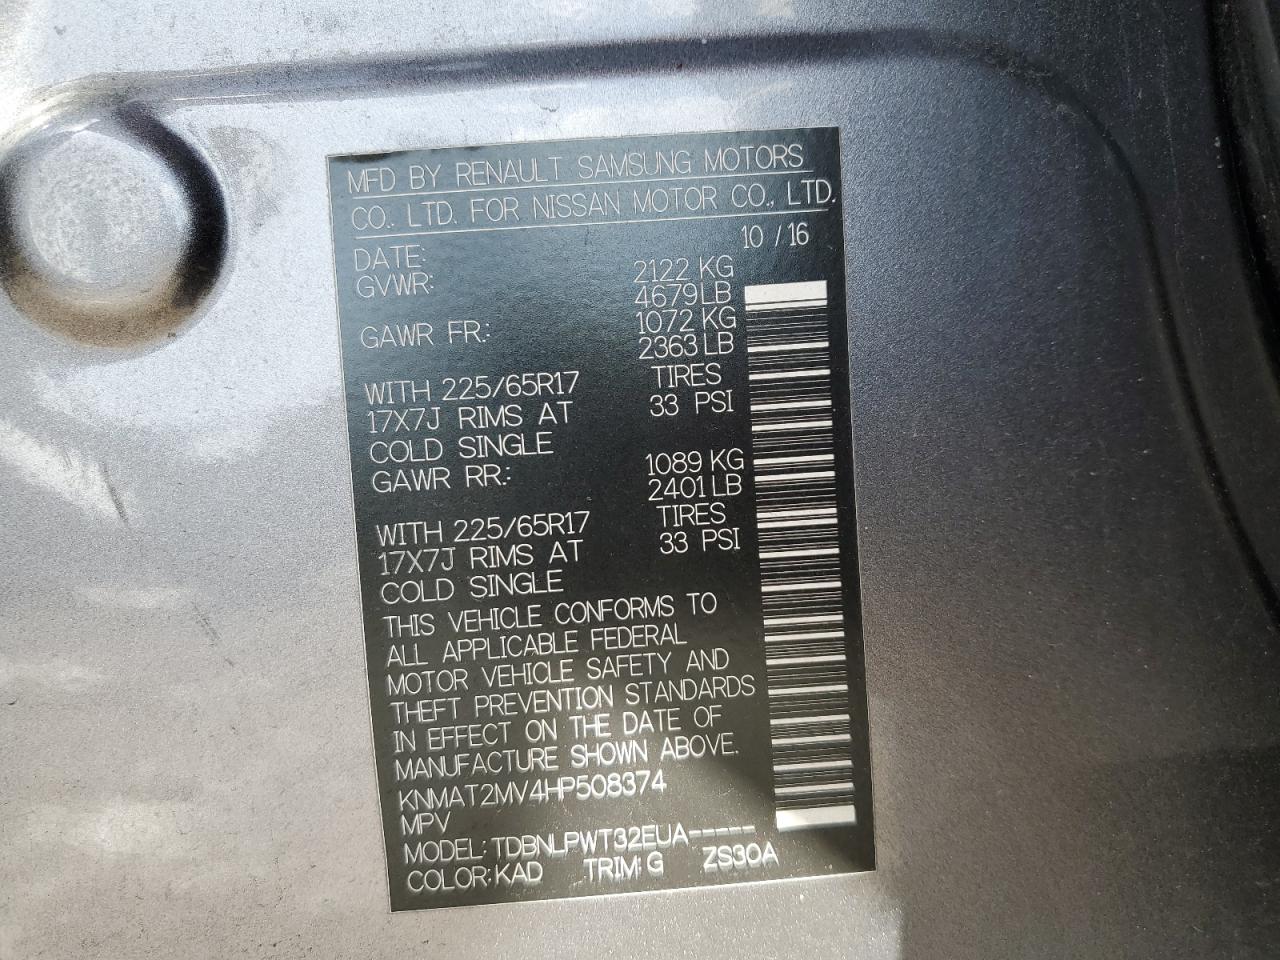 MFD BY RENAULT SAMSUNG MOTORS
CO., LTD. FOR NISSAN MOTOR CO., LTD.
DATE: 10 / 16
GVWR: 2122 KG
4679 LB
GAWR FR.: 1072 KG
2363 LB
WITH 225/65R17 TIRES
17X7J RIMS AT 33 PSI
COLD SINGLE
GAWR RR.: 1089 KG
2401 LB
WITH 225/65R17 TIRES
17X7J RIMS AT 33 PSI
COLD SINGLE
THIS VEHICLE CONFORMS TO
ALL APPLICABLE FEDERAL
MOTOR VEHICLE SAFETY AND
THEFT PREVENTION STANDARDS
IN EFFECT ON THE DATE OF
MANUFACTURE SHOWN ABOVE.
KNMAT2MV4HP508374
MPV
MODEL: TDBNLPWT32EUA-----
COLOR: KAD TRIM: G ZS30A